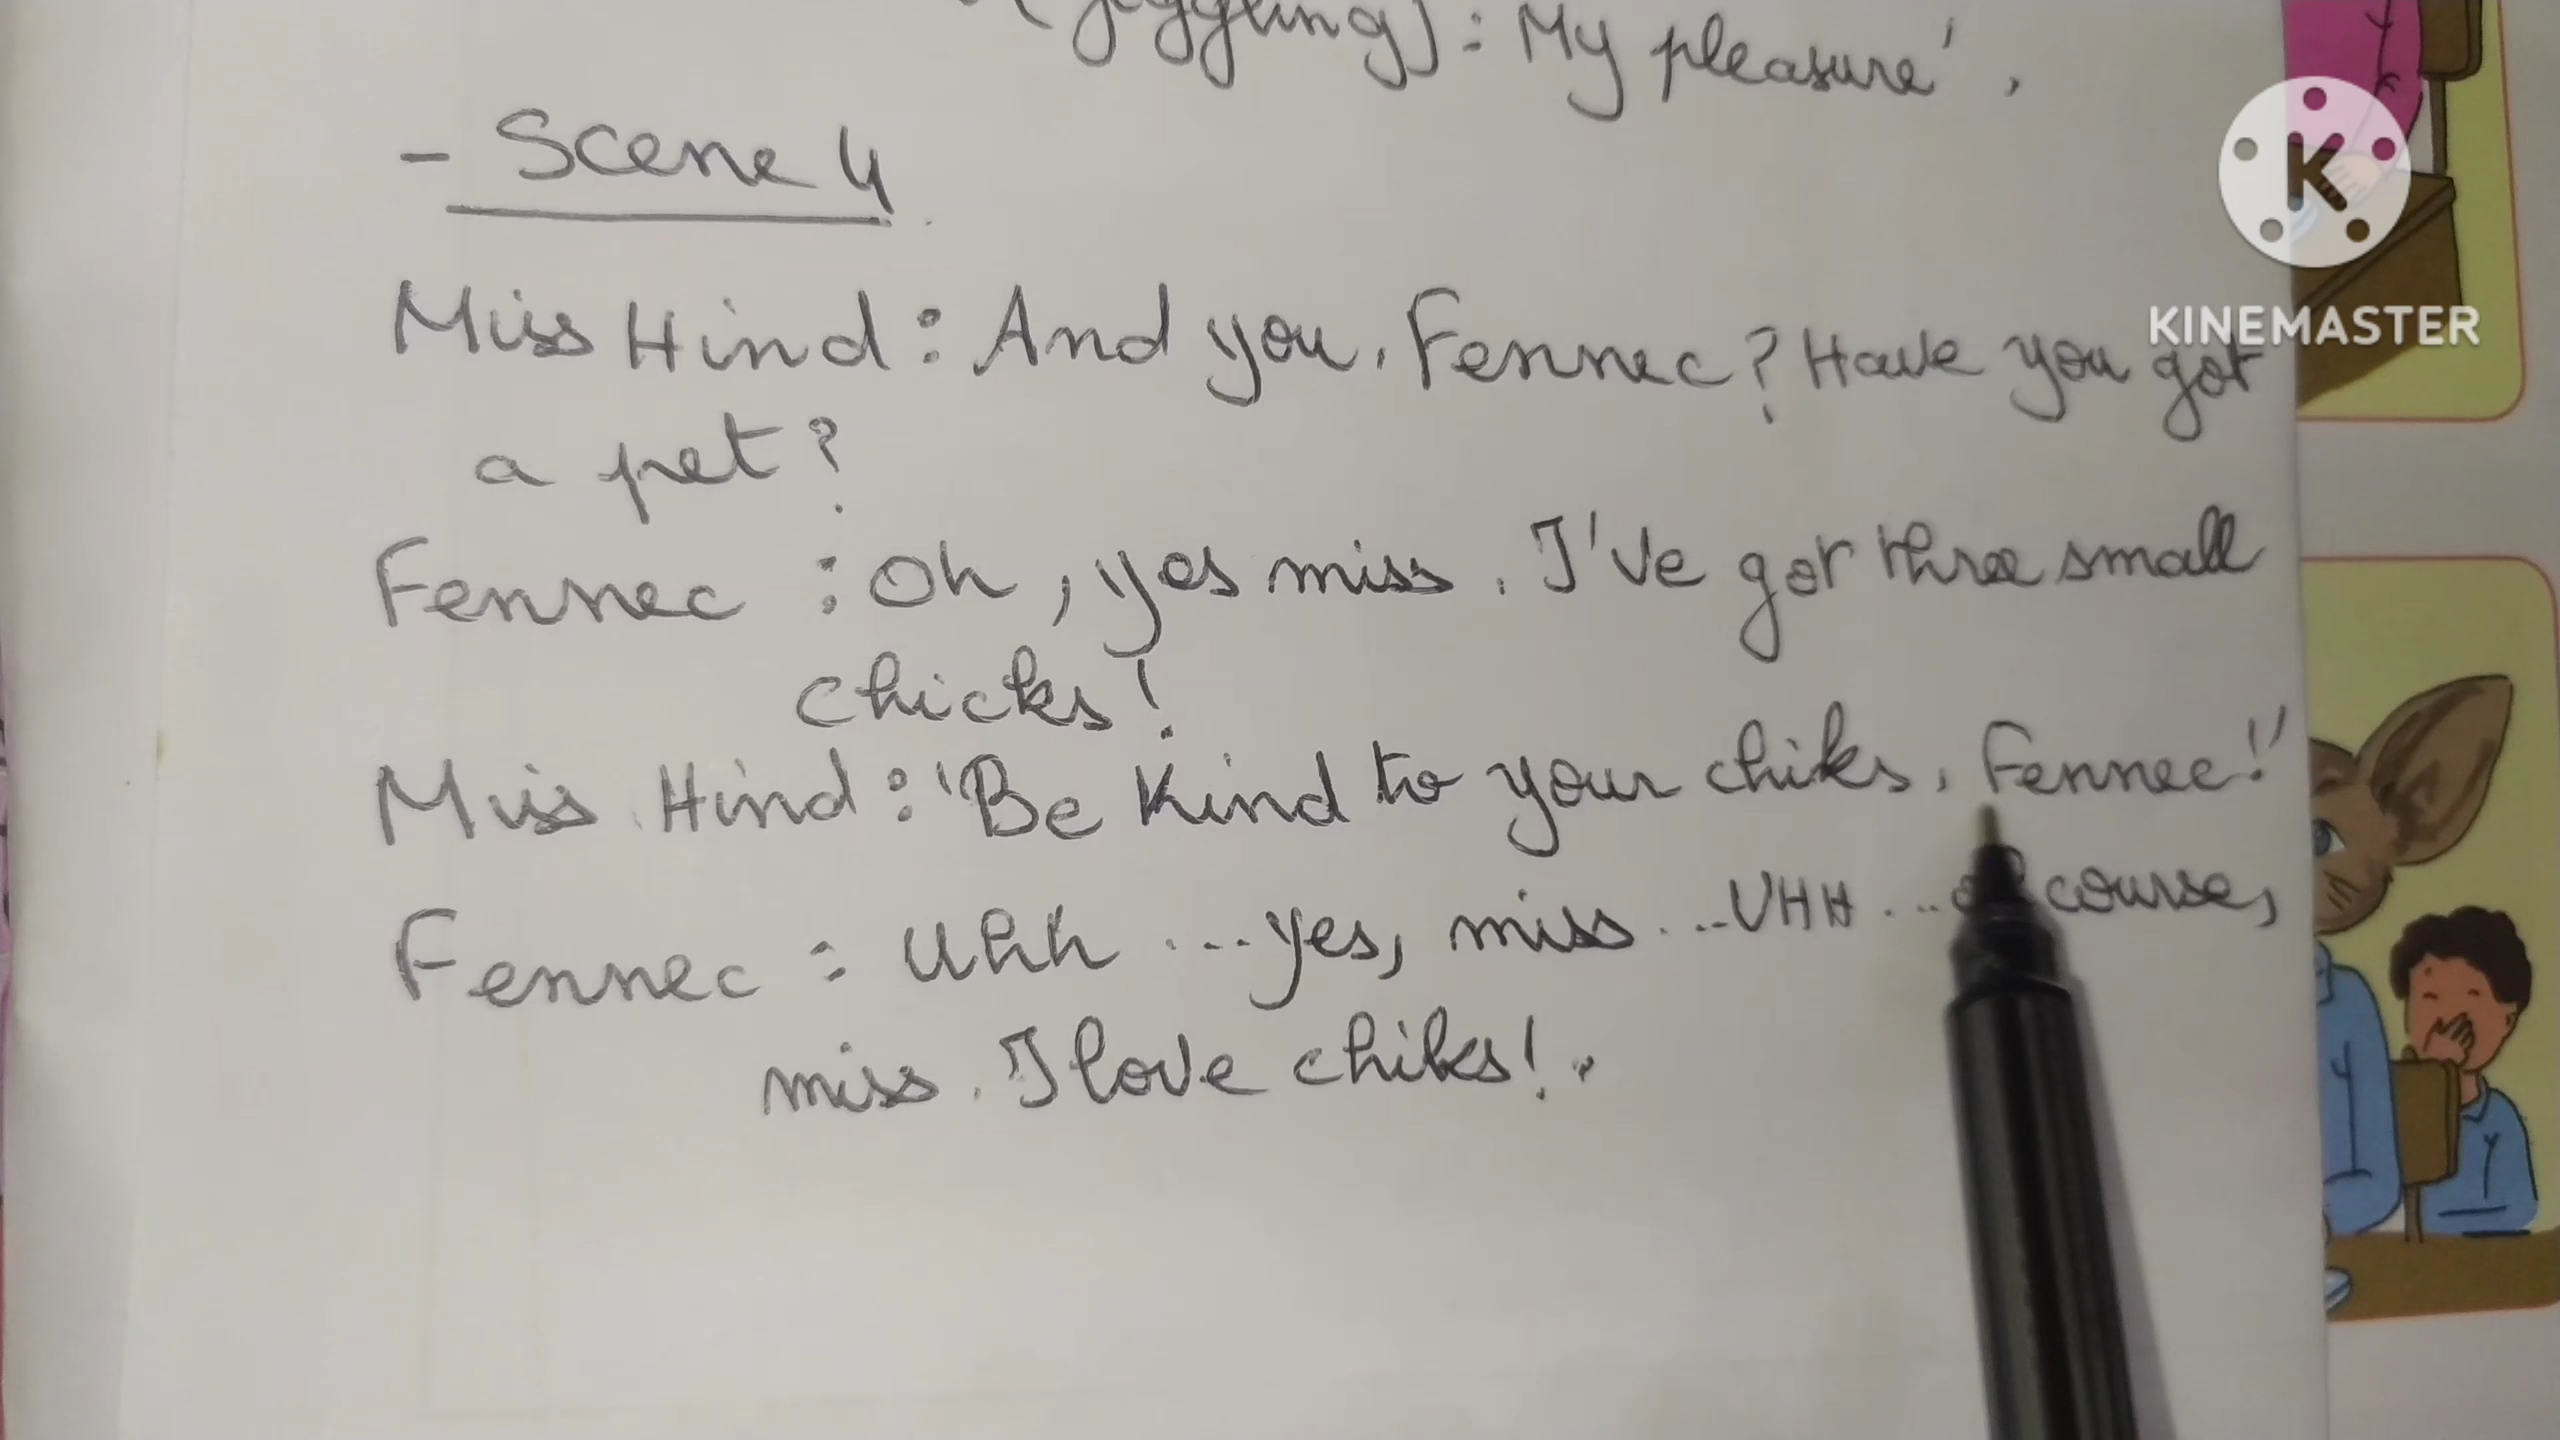 (joggling): My pleasure'.
- Scene 4
Miss Hind: And you, Fennec? Have you got
a pet?
Fennec : Oh, yes miss. I've got three small
chicks!
Miss Hind: 'Be Kind to your chiks, Fennec!'
Fennec : Uhh ...yes, miss ...UHH ... course,
miss. I love chiks!.
K
KINEMASTER